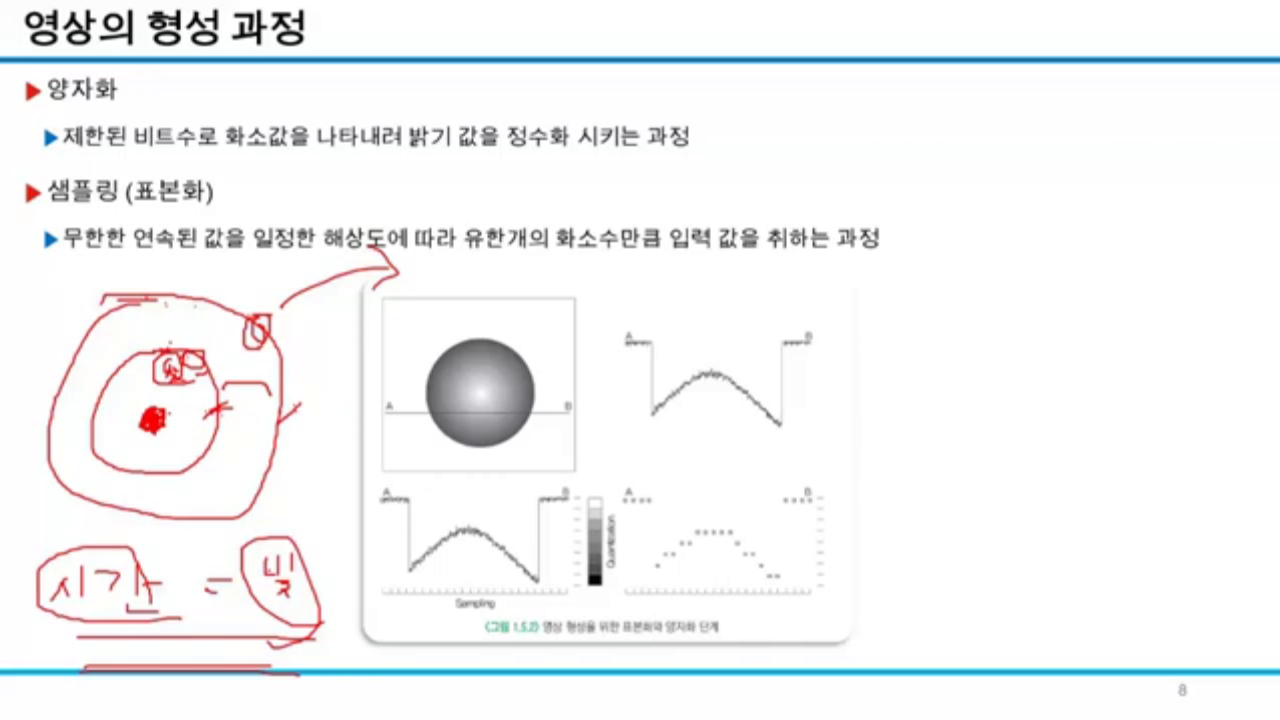 영상의 형성 과정
양자화
제한된 비트수로 화소값을 나타내려 밝기 값을 정수화 시키는 과정
샘플링 (표본화)
무한한 연속된 값을 일정한 해상도에 따라 유한개의 화소수만큼 입력 값을 취하는 과정
A B
A B
A B
Quantization
A B
Sampling
〈그림 1.5.2〉 영상 형성을 위한 표본화와 양자화 단계
시간 = 빛
8